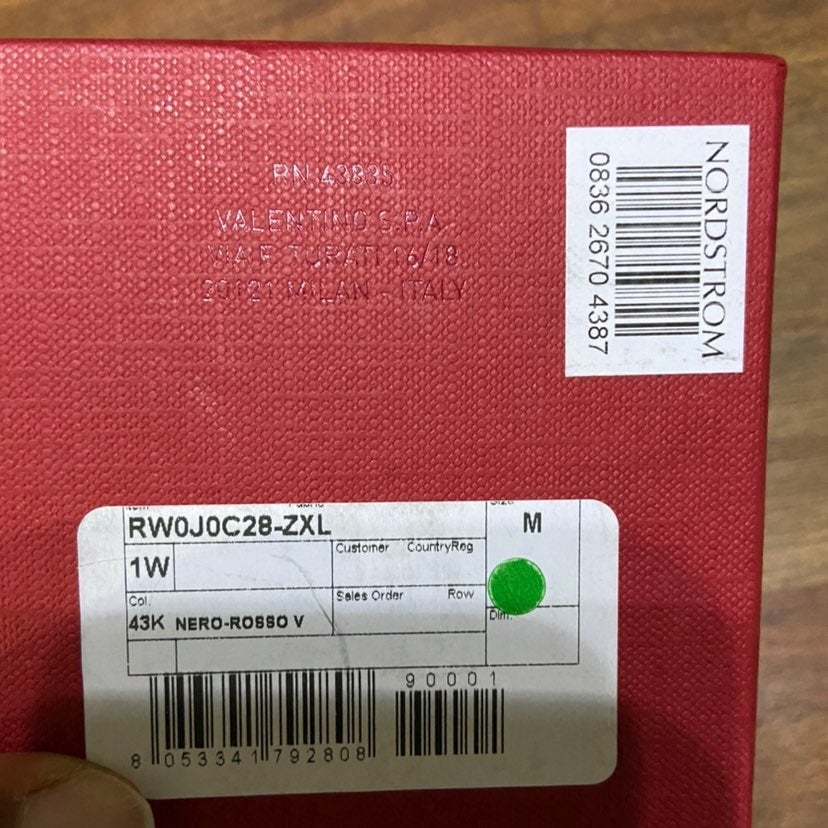 RN 43835
VALENTINO S.P.A
VIA F. TURATI 16/18
20121 MILAN - ITALY
NORDSTROM
0836 2670 4387
RW0J0C28-ZXL
M
1W
Customer CountryReg
Col.
Sales Order Row
Dim.
43K NERO-ROSSO V
90001
8 053341 792808